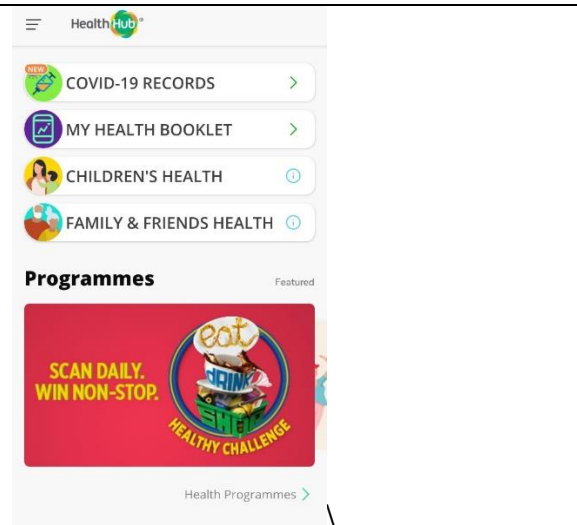 HealthHub
NEW
COVID-19 RECORDS
MY HEALTH BOOKLET
CHILDREN'S HEALTH
FAMILY & FRIENDS HEALTH
Programmes
Featured
SCAN DAILY.
WIN NON-STOP.
eat
DRINK
SHOP
HEALTHY CHALLENGE
Health Programmes